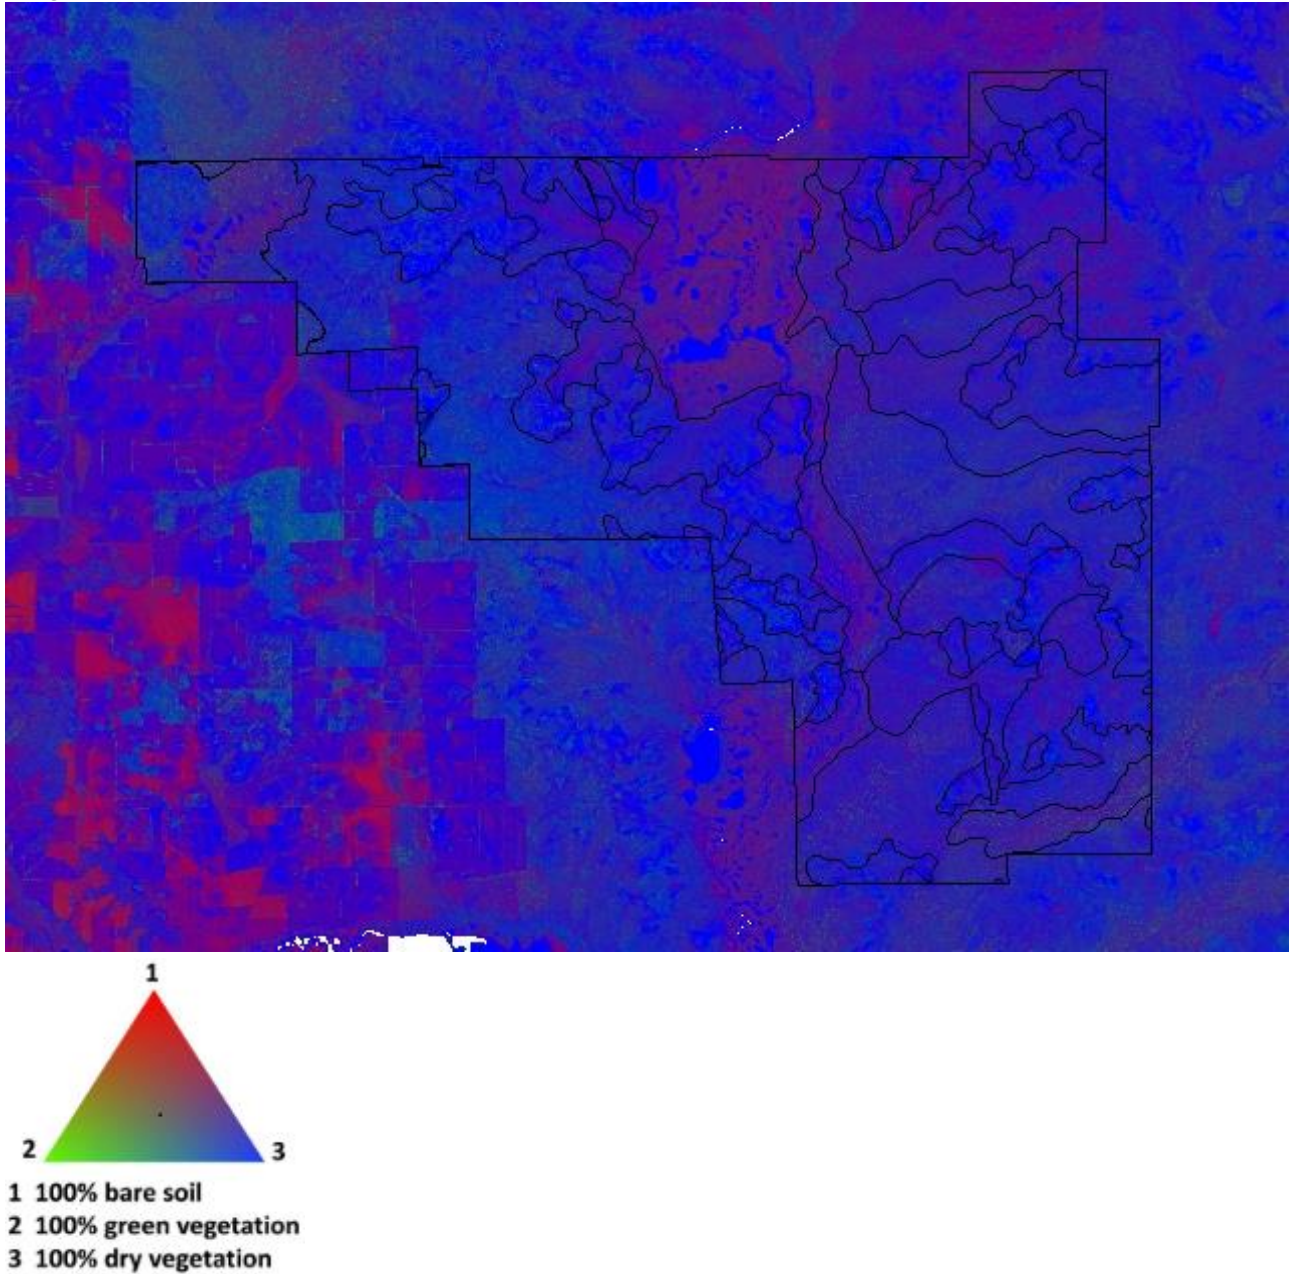 1
2
3
1 100% bare soil
2 100% green vegetation
3 100% dry vegetation